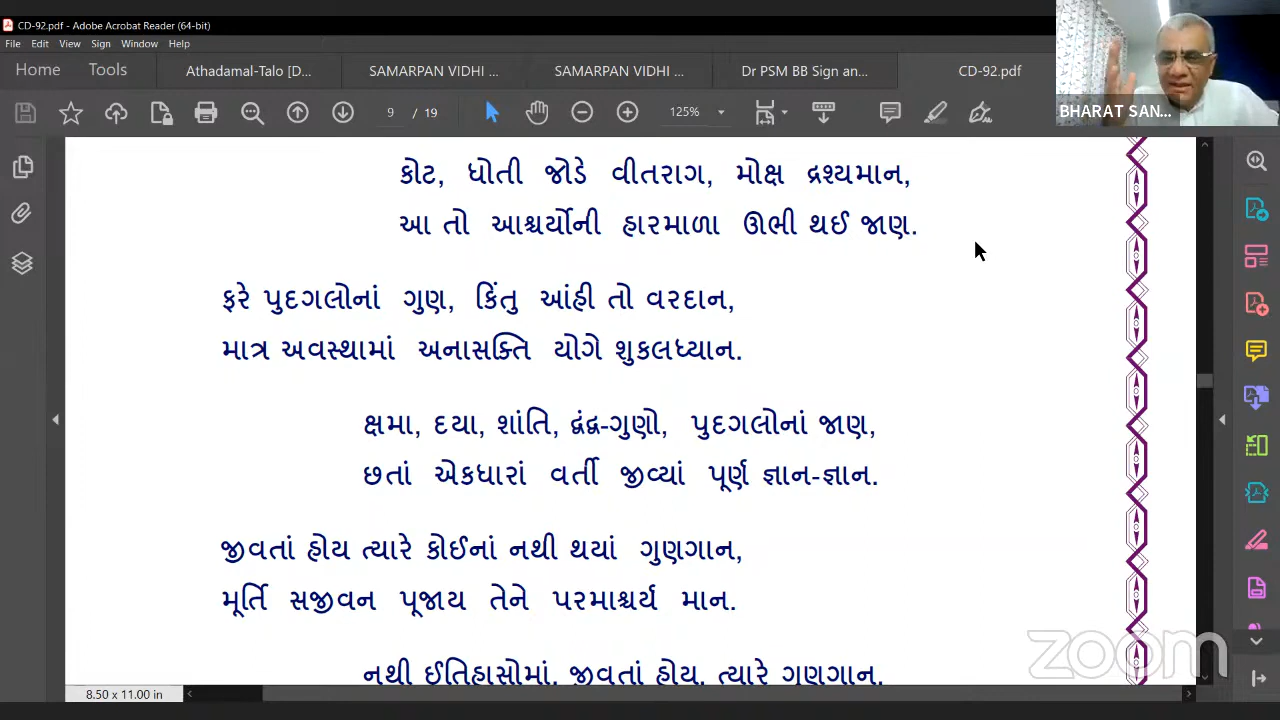 CD-92.pdf - Adobe Acrobat Reader (64-bit)
File Edit View Sign Window Help
Home Tools Athadamal-Talo [D... SAMARPAN VIDHI ... SAMARPAN VIDHI ... Dr PSM BB Sign an... CD-92.pdf
9 / 19 125%
BHARAT SAN...
કોટ, ધોતી જોડે વીતરાગ, મોક્ષ દ્રશ્યમાન,
આ તો આશ્ચર્યોની હારમાળા ઊભી થઈ જાણ.
ફરે પુદગલોનાં ગુણ, કિંતુ આંહી તો વરદાન,
માત્ર અવસ્થામાં અનાસક્તિ યોગે શુકલધ્યાન.
ક્ષમા, દયા, શાંતિ, દ્વંદ્વ-ગુણો, પુદગલોનાં જાણ,
છતાં એકધારાં વર્તી જીવ્યાં પૂર્ણ જ્ઞાન-જ્ઞાન.
જીવતાં હોય ત્યારે કોઈનાં નથી થયાં ગુણગાન,
મૂર્તિ સજીવન પૂજાય તેને પરમાશ્ચર્ય માન.
નથી ઈતિહાસોમાં, જીવતાં હોય, ત્યારે ગુણગાન,
zoom
8.50 x 11.00 in